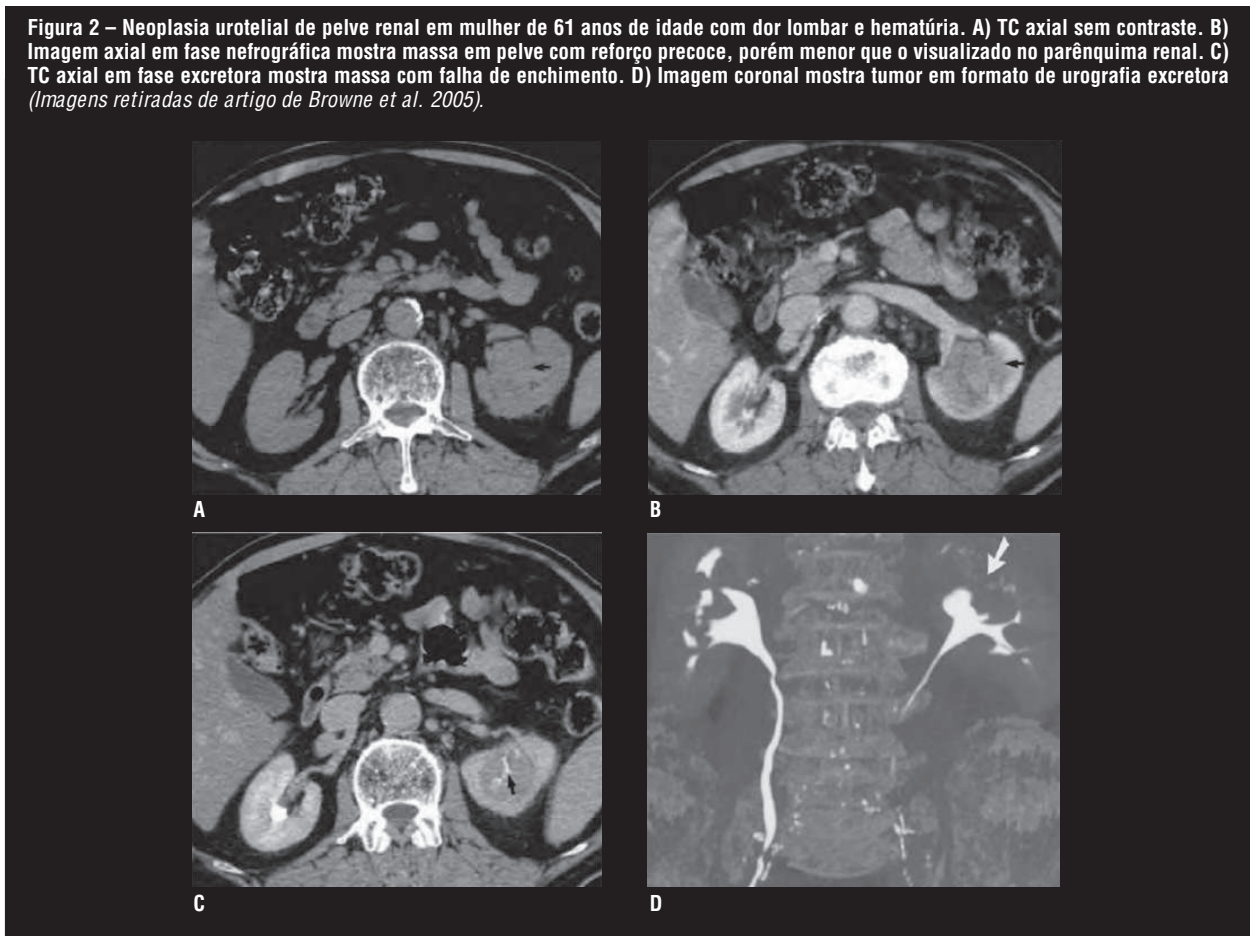 Figura 2 – Neoplasia urotelial de pelve renal em mulher de 61 anos de idade com dor lombar e hematúria. A) TC axial sem contraste. B)
Imagem axial em fase nefrográfica mostra massa em pelve com reforço precoce, porém menor que o visualizado no parênquima renal. C)
TC axial em fase excretora mostra massa com falha de enchimento. D) Imagem coronal mostra tumor em formato de urografia excretora
(Imagens retiradas de artigo de Browne et al. 2005).
A
B
C
D